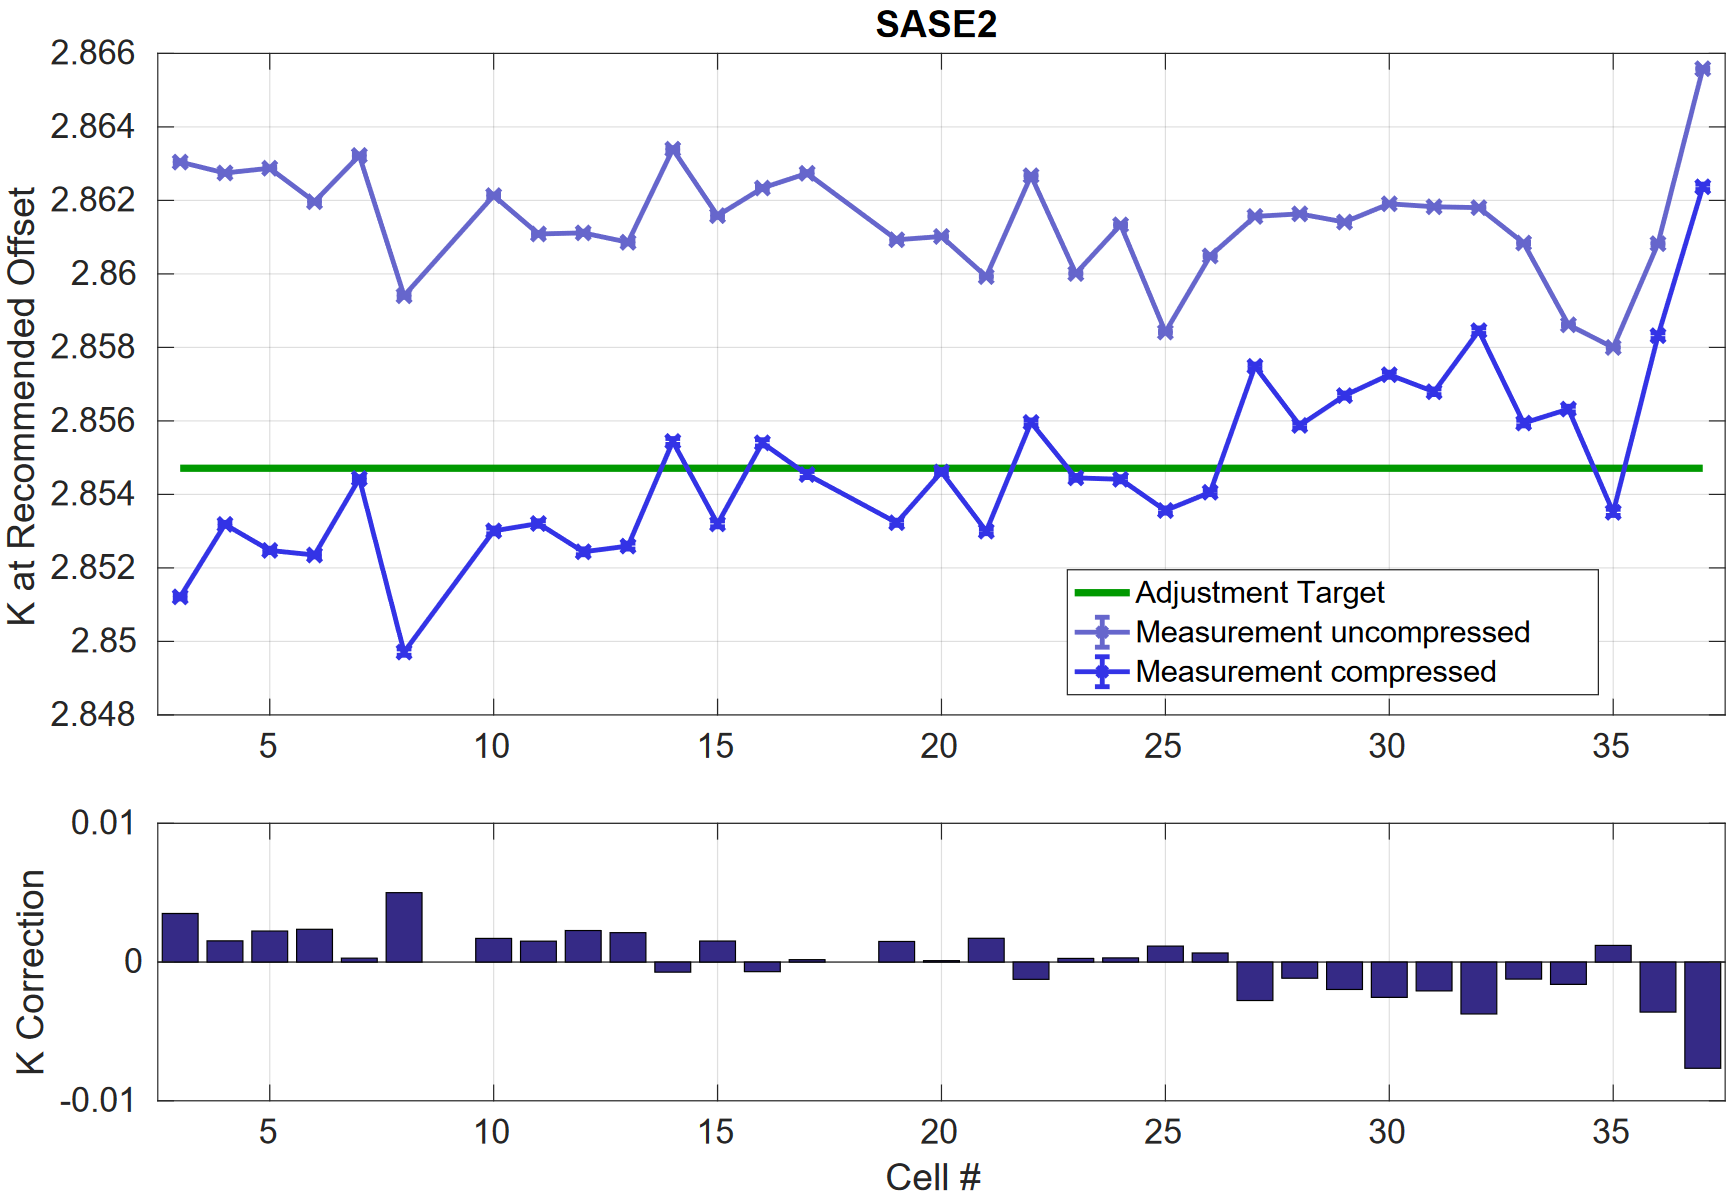 SASE2
2.866
2.864
2.862
2.86
2.858
2.856
2.854
2.852
2.85
2.848
K at Recommended Offset
Adjustment Target
Measurement uncompressed
Measurement compressed
5 10 15 20 25 30 35
0.01
0
-0.01
K Correction
5 10 15 20 25 30 35
Cell #